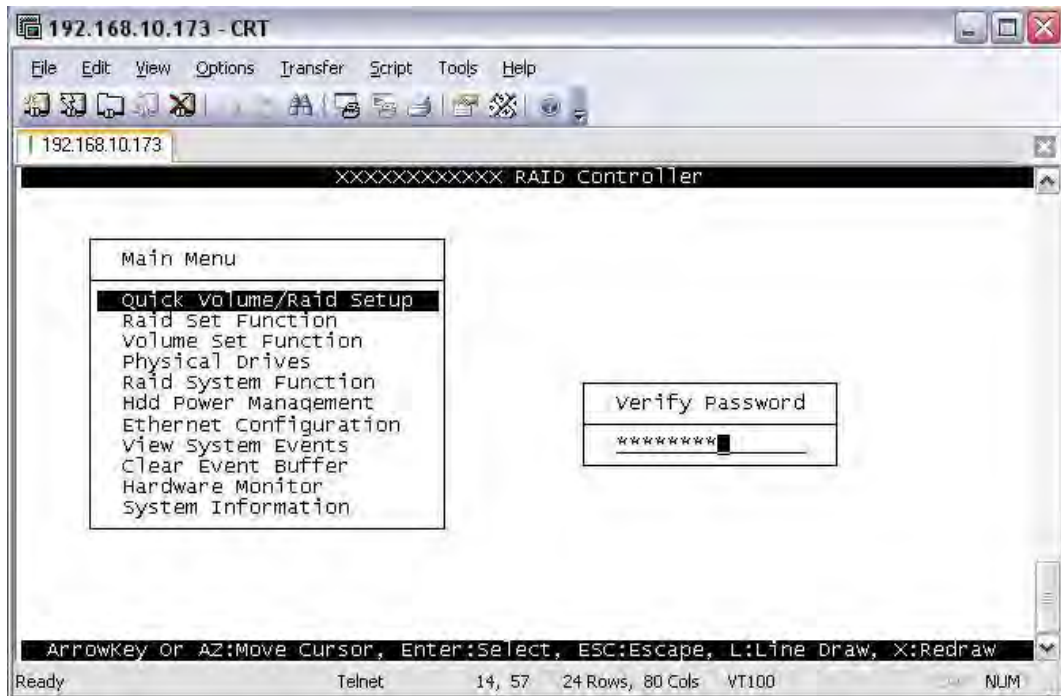 192.168.10.173 - CRT
File Edit View Options Transfer Script Tools Help
192.168.10.173
XXXXXXXXXXXX RAID Controller
Main Menu
Quick Volume/Raid Setup
Raid Set Function
Volume Set Function
Physical Drives
Raid System Function
Hdd Power Management
Ethernet Configuration
View System Events
Clear Event Buffer
Hardware Monitor
System Information
Verify Password
********
ArrowKey Or AZ:Move Cursor, Enter:Select, ESC:Escape, L:Line Draw, X:Redraw
Ready Telnet 14, 57 24 Rows, 80 Cols VT100 NUM